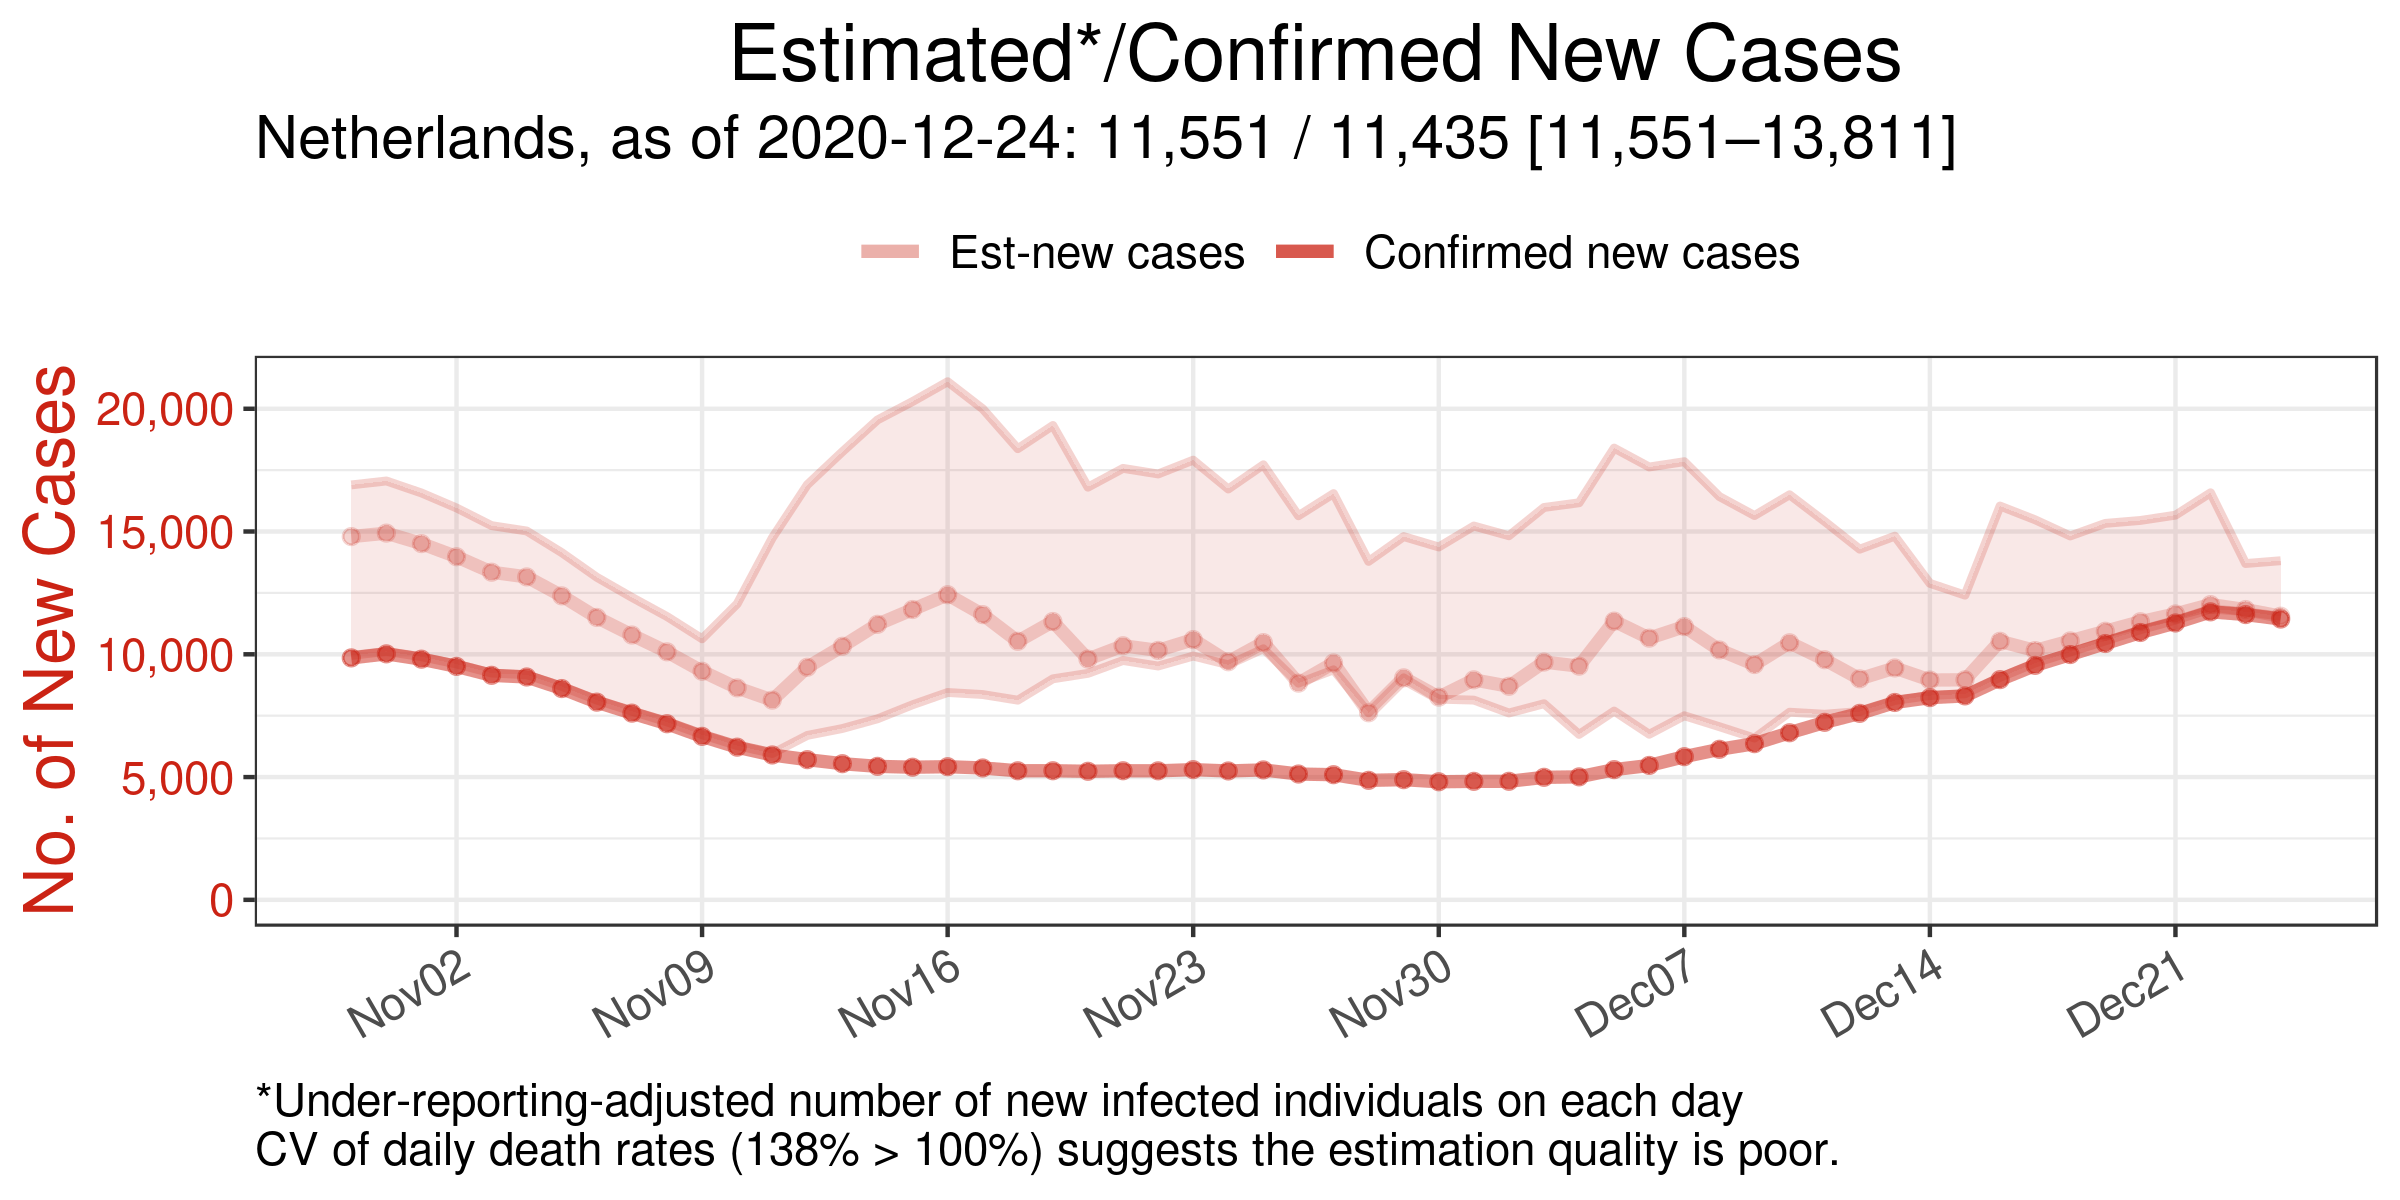 Estimated*/Confirmed New Cases
Netherlands, as of 2020-12-24: 11,551 / 11,435 [11,551–13,811]
Est-new cases
Confirmed new cases
No. of New Cases
20,000
15,000
10,000
5,000
0
Nov02
Nov09
Nov16
Nov23
Nov30
Dec07
Dec14
Dec21
*Under-reporting-adjusted number of new infected individuals on each day
CV of daily death rates (138% > 100%) suggests the estimation quality is poor.